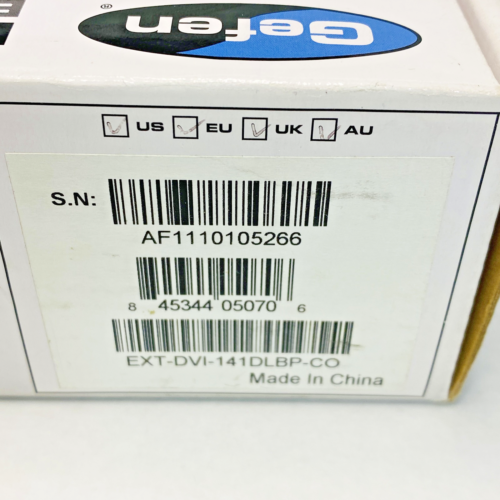 Gefen ®
US EU UK AU
S.N:
AF1110105266
8 45344 05070 6
EXT-DVI-141DLBP-CO
Made In China